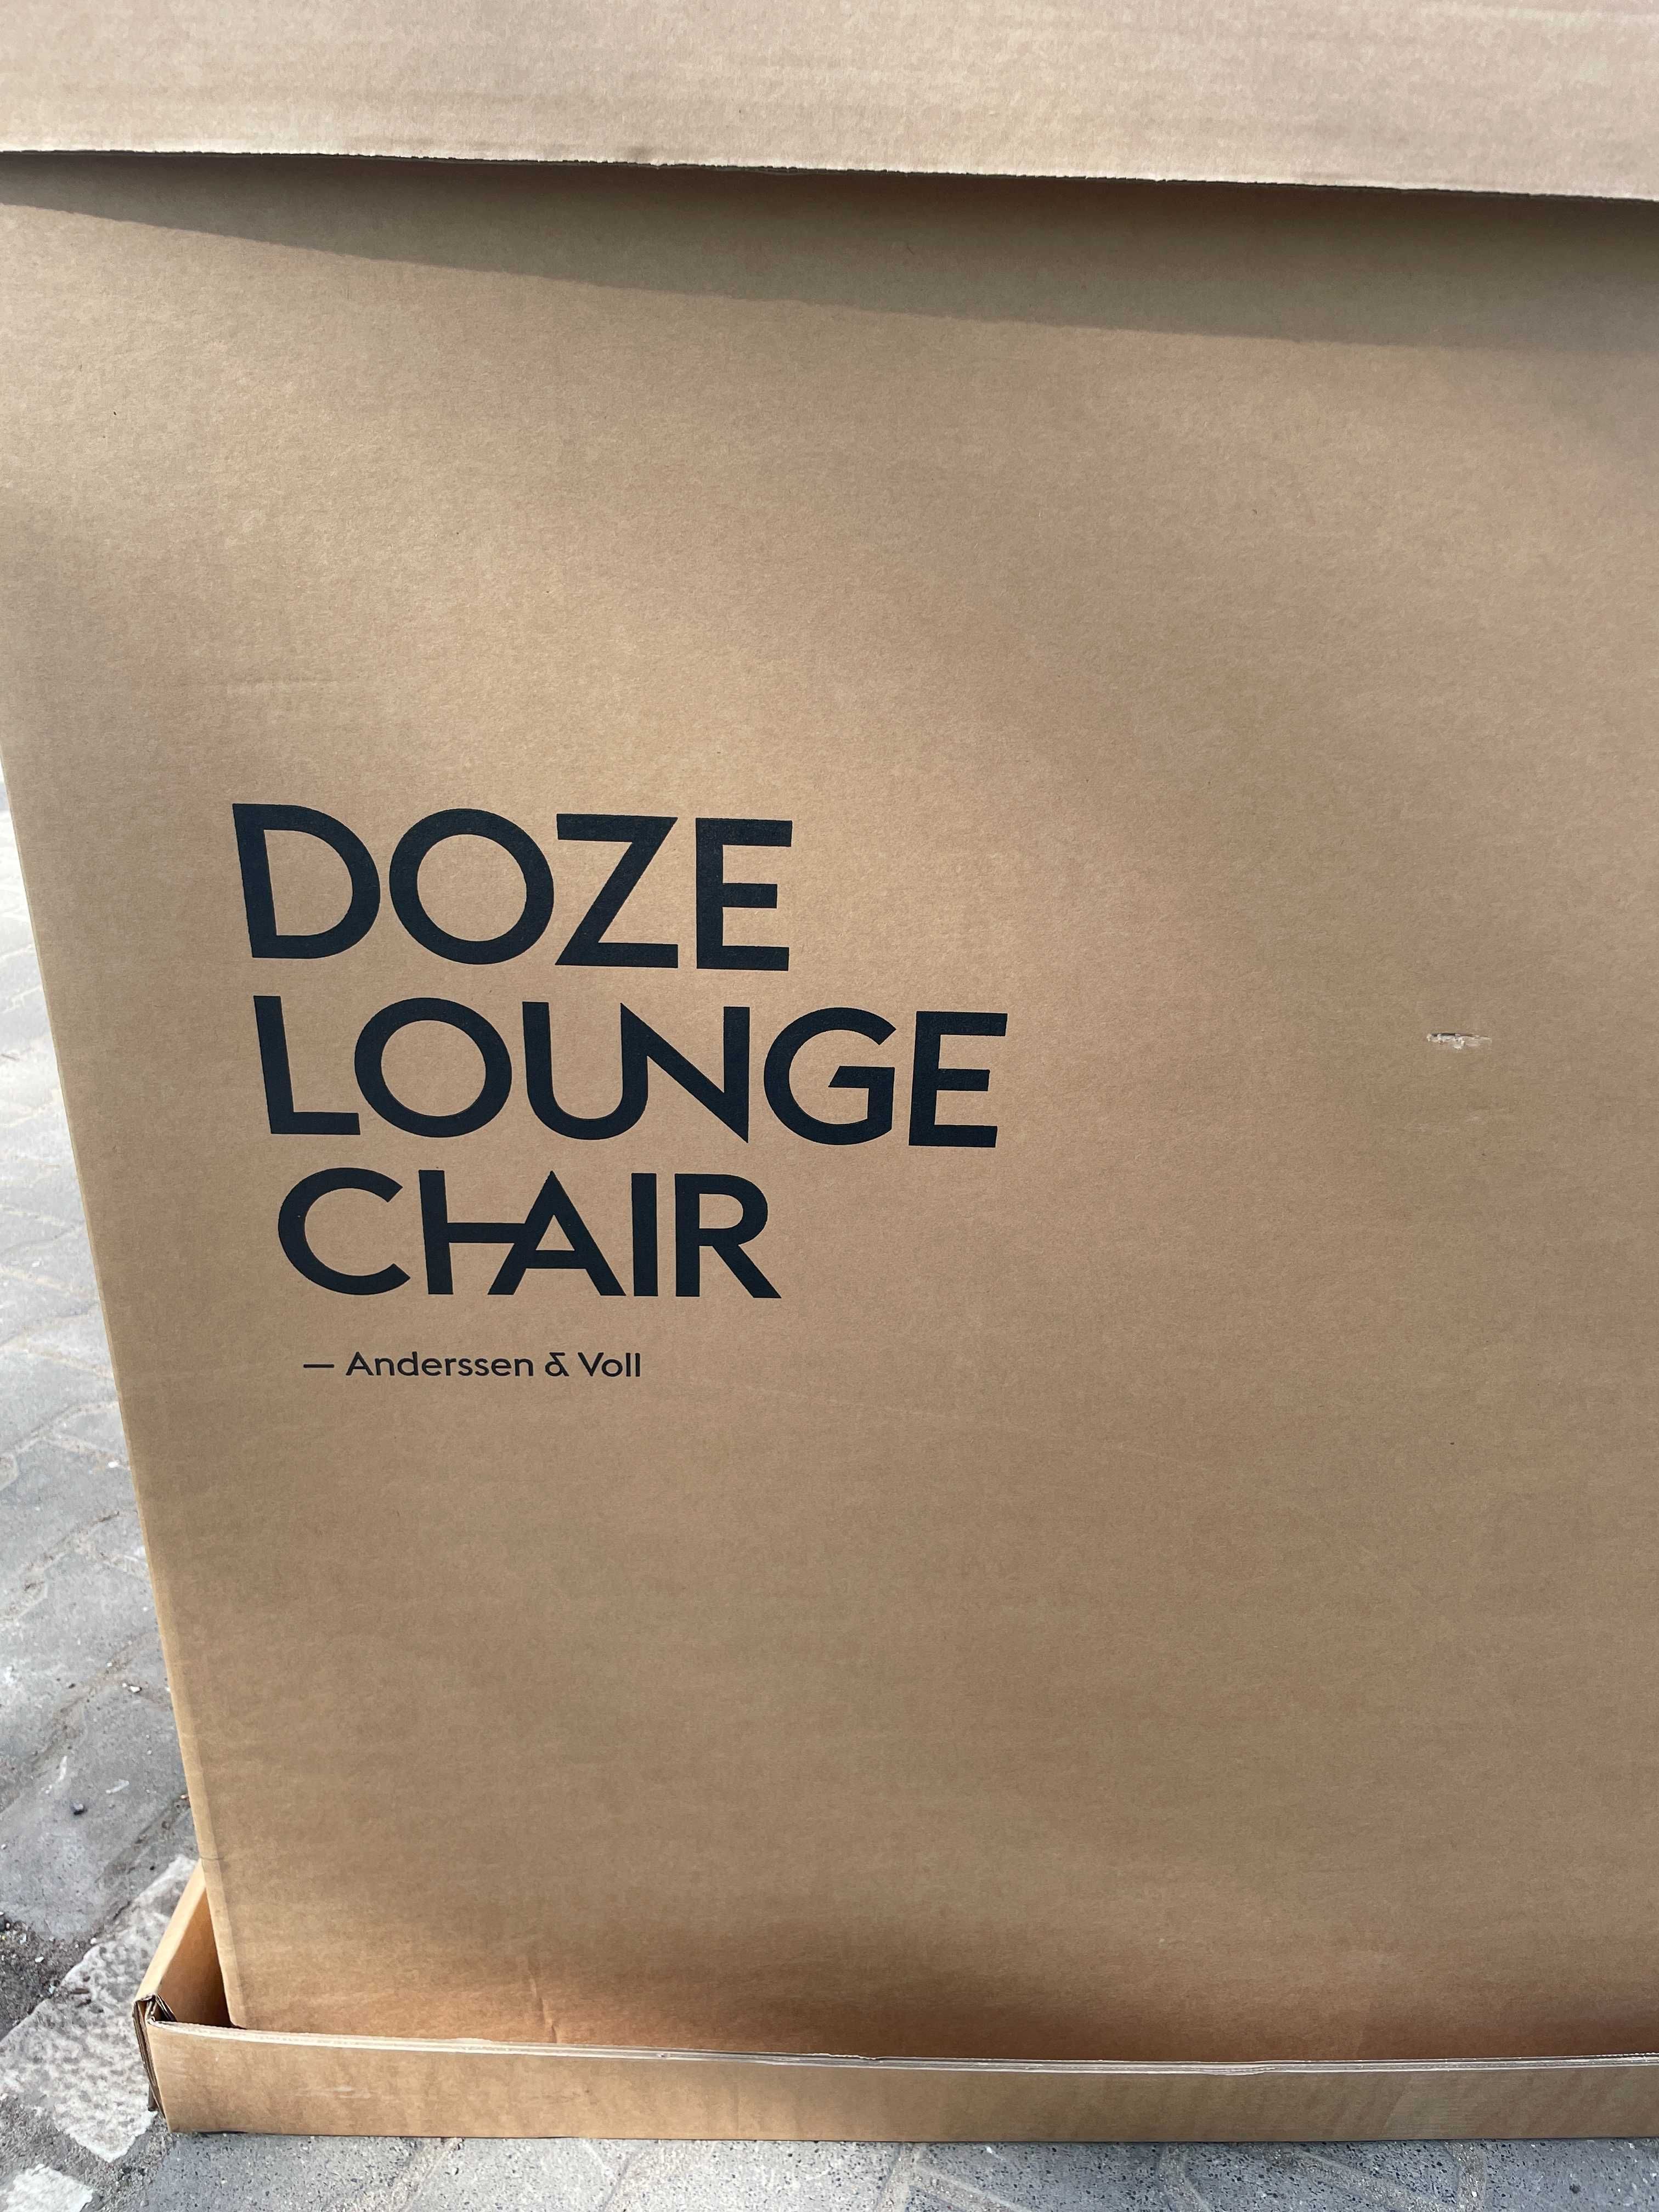 DOZE
LOUNGE
CHAIR
— Anderssen & Voll